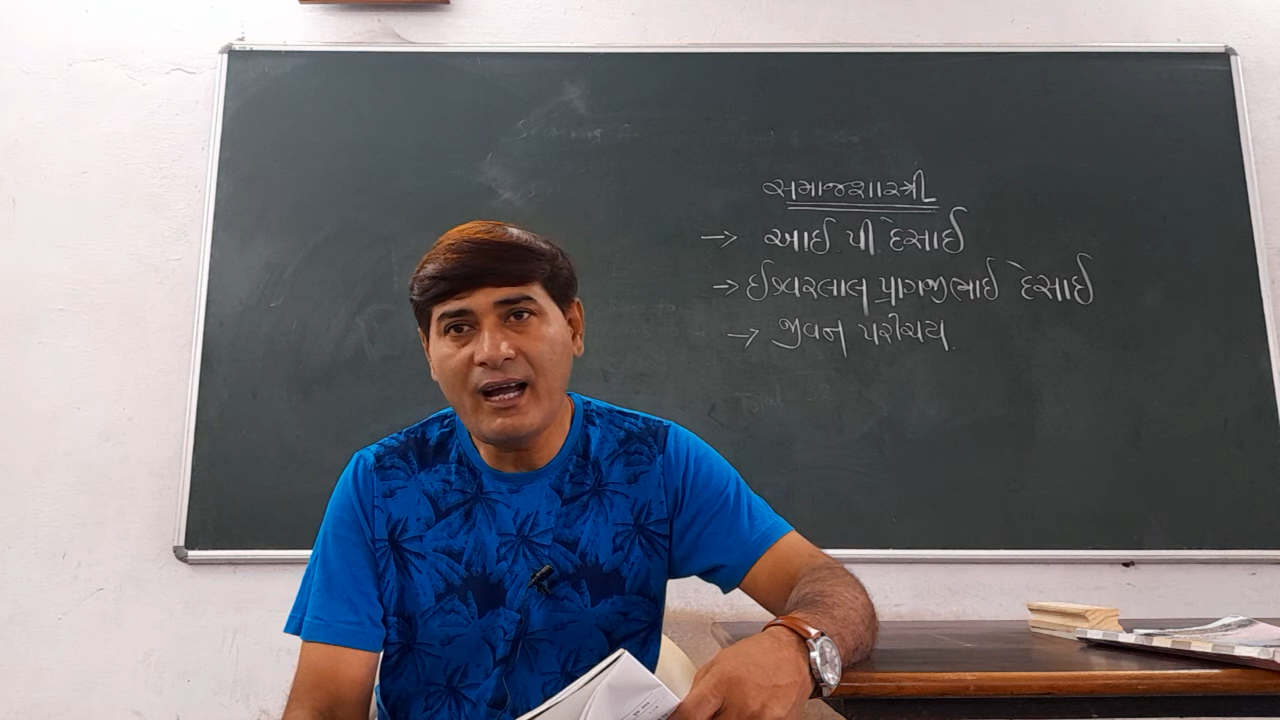 સમાજશાસ્ત્રી
→ આઈ પી દેસાઈ
→ ઈશ્વરલાલ પ્રાગજીભાઈ દેસાઈ
→ જીવન પરીચય.